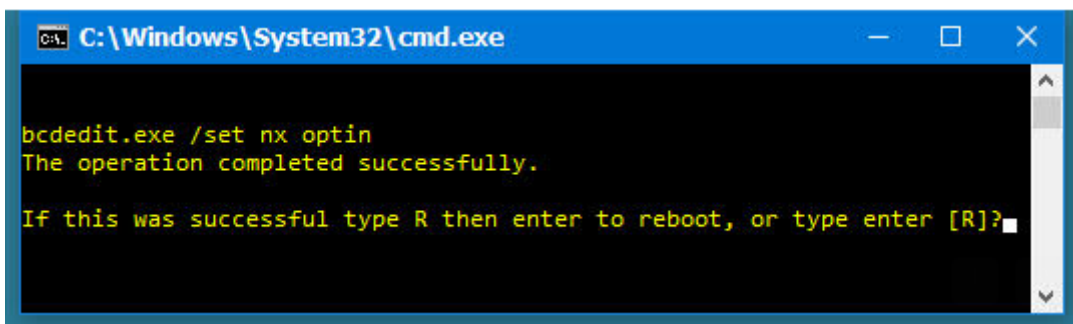 C:\Windows\System32\cmd.exe
bcdedit.exe /set nx optin
The operation completed successfully.
If this was successful type R then enter to reboot, or type enter [R]?